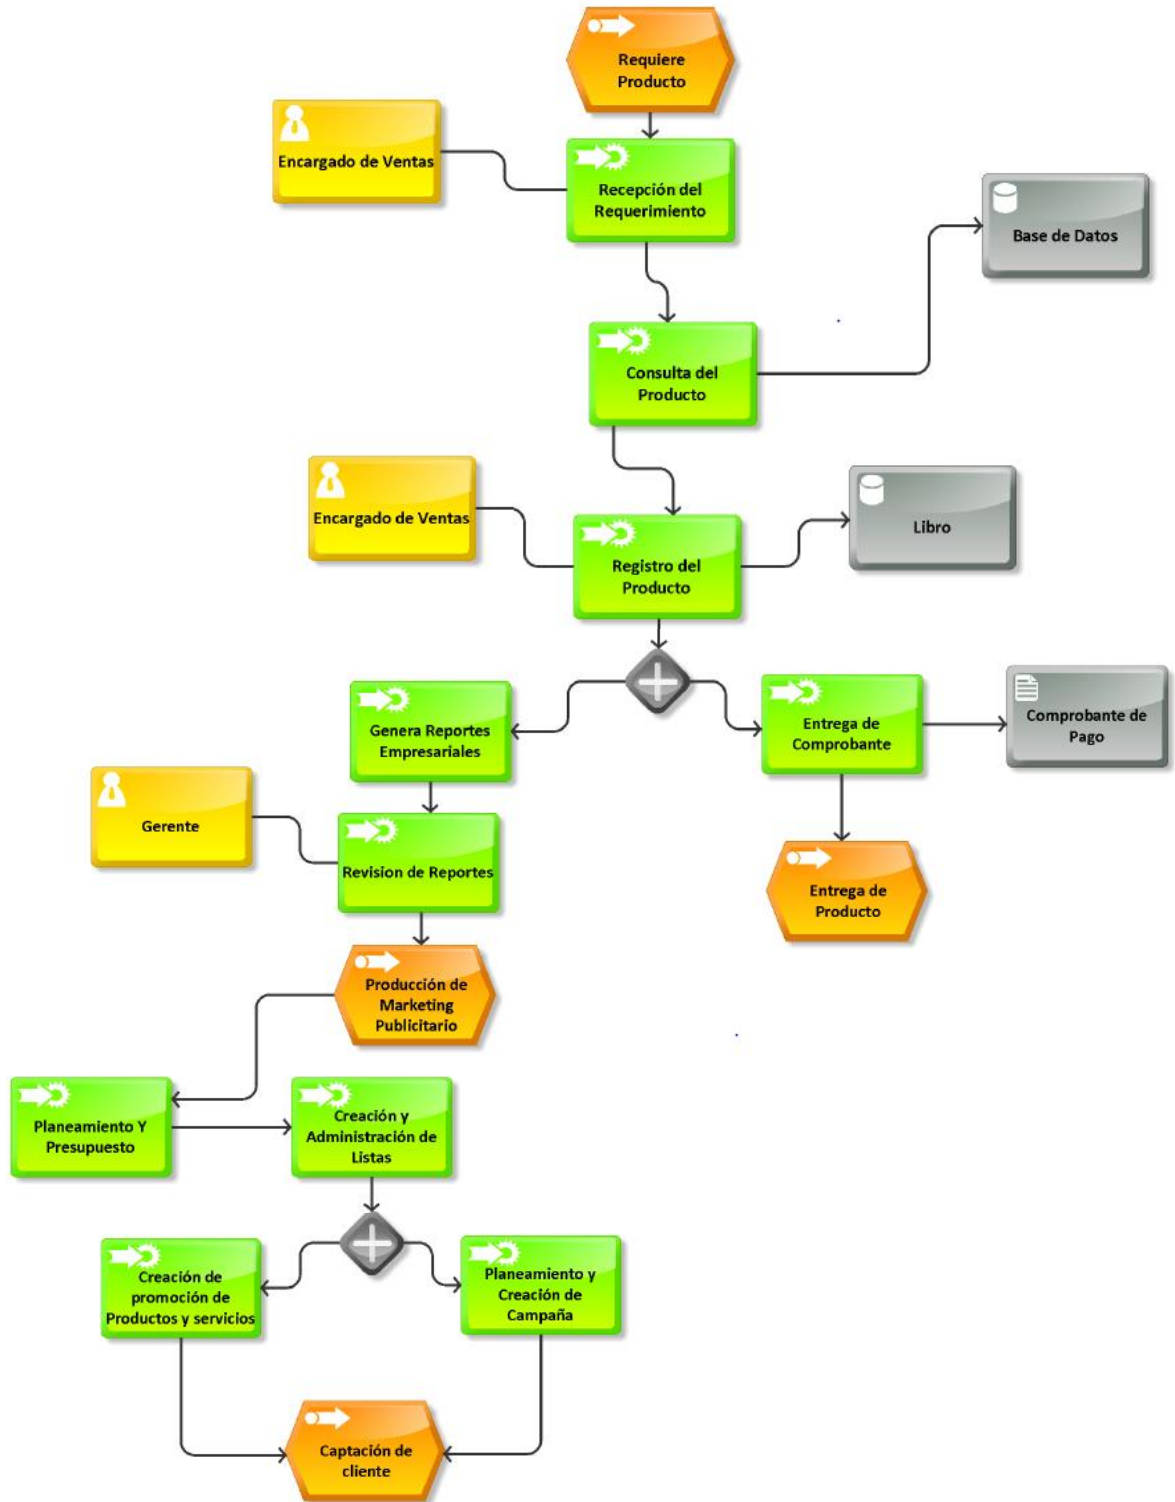 Requiere
Producto
Encargado de Ventas
Recepción del
Requerimiento
Base de Datos
Consulta del
Producto
Encargado de Ventas
Libro
Registro del
Producto
Genera Reportes
Empresariales
Entrega de
Comprobante
Comprobante de
Pago
Gerente
Revision de Reportes
Entrega de
Producto
Producción de
Marketing
Publicitario
Planeamiento Y
Presupuesto
Creación y
Administración de
Listas
Creación de
promoción de
Productos y servicios
Planeamiento y
Creación de
Campaña
Captación de
cliente